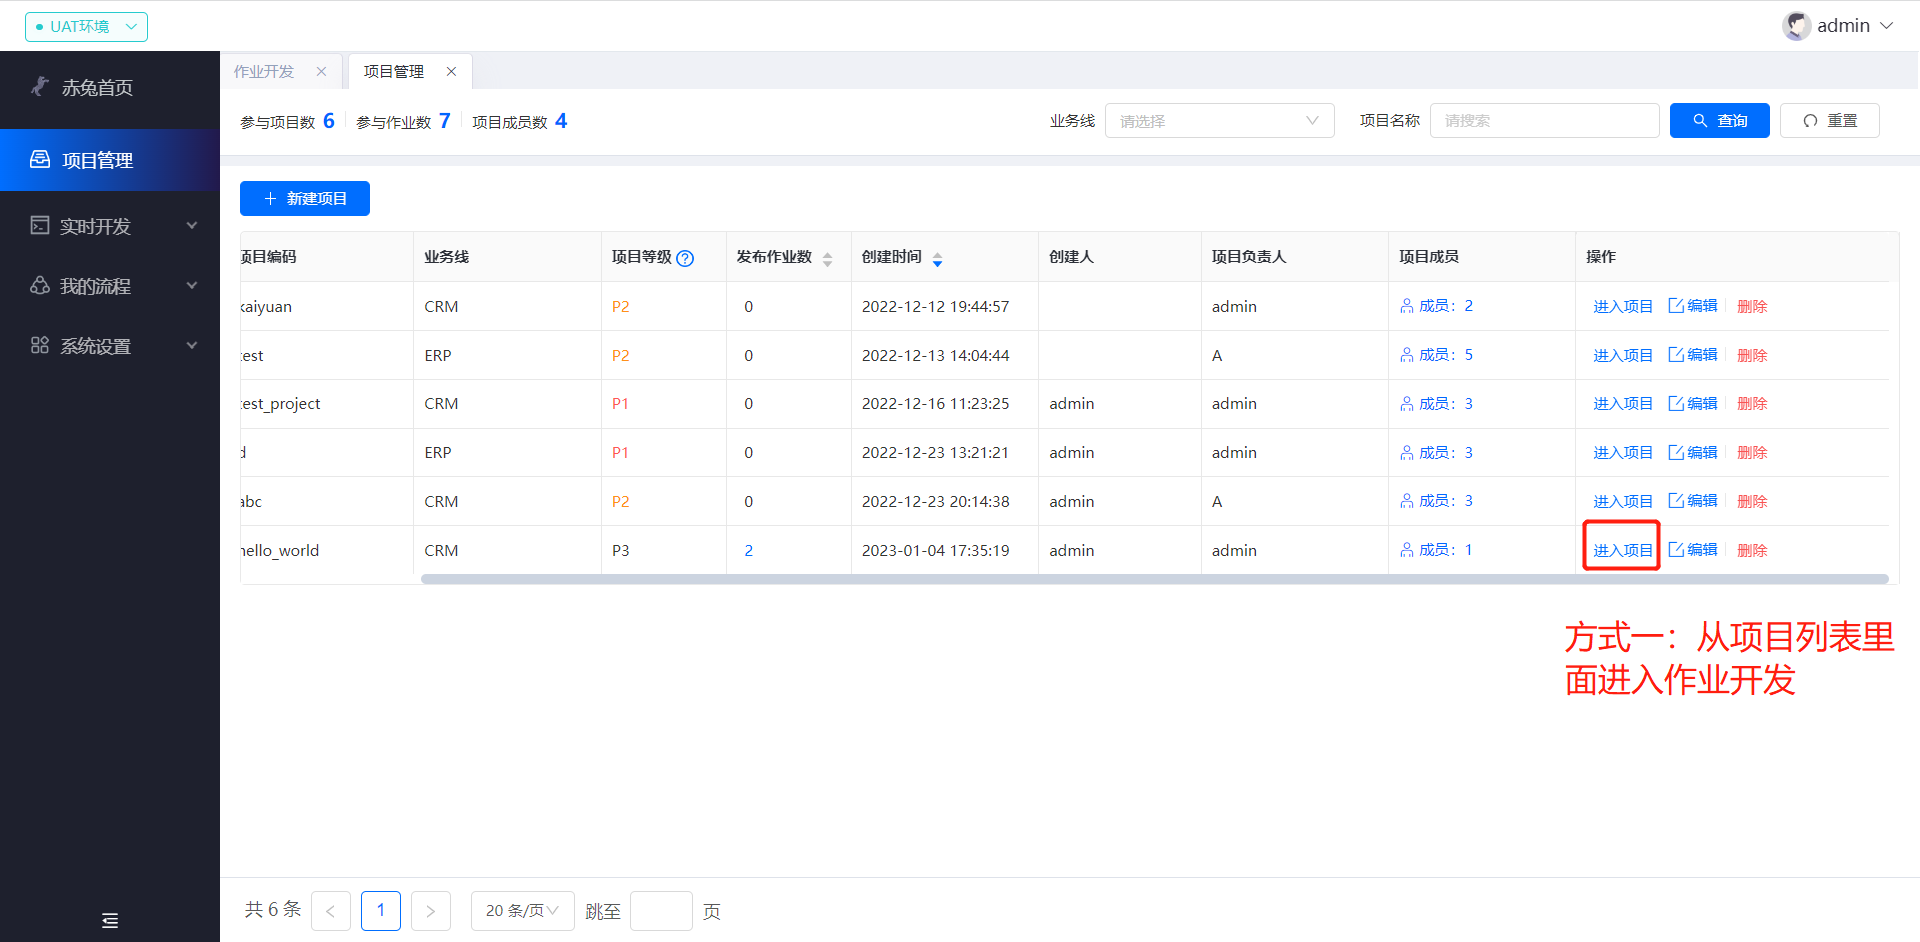 UAT环境
admin
赤兔首页
项目管理
实时开发
我的流程
系统设置
作业开发
项目管理
参与项目数 6 参与作业数 7 项目成员数 4
业务线 请选择 项目名称 请搜索 查询 重置
新建项目
项目编码 业务线 项目等级 发布作业数 创建时间 创建人 项目负责人 项目成员 操作
kaiyuan CRM P2 0 2022-12-12 19:44:57 admin 成员：2 进入项目 编辑 删除
test ERP P2 0 2022-12-13 14:04:44 A 成员：5 进入项目 编辑 删除
test_project CRM P1 0 2022-12-16 11:23:25 admin admin 成员：3 进入项目 编辑 删除
d ERP P1 0 2022-12-23 13:21:21 admin admin 成员：3 进入项目 编辑 删除
abc CRM P2 0 2022-12-23 20:14:38 admin A 成员：3 进入项目 编辑 删除
hello_world CRM P3 2 2023-01-04 17:35:19 admin admin 成员：1 进入项目 编辑 删除
方式一：从项目列表里
面进入作业开发
共 6 条 < 1 > 20 条/页 跳至 页